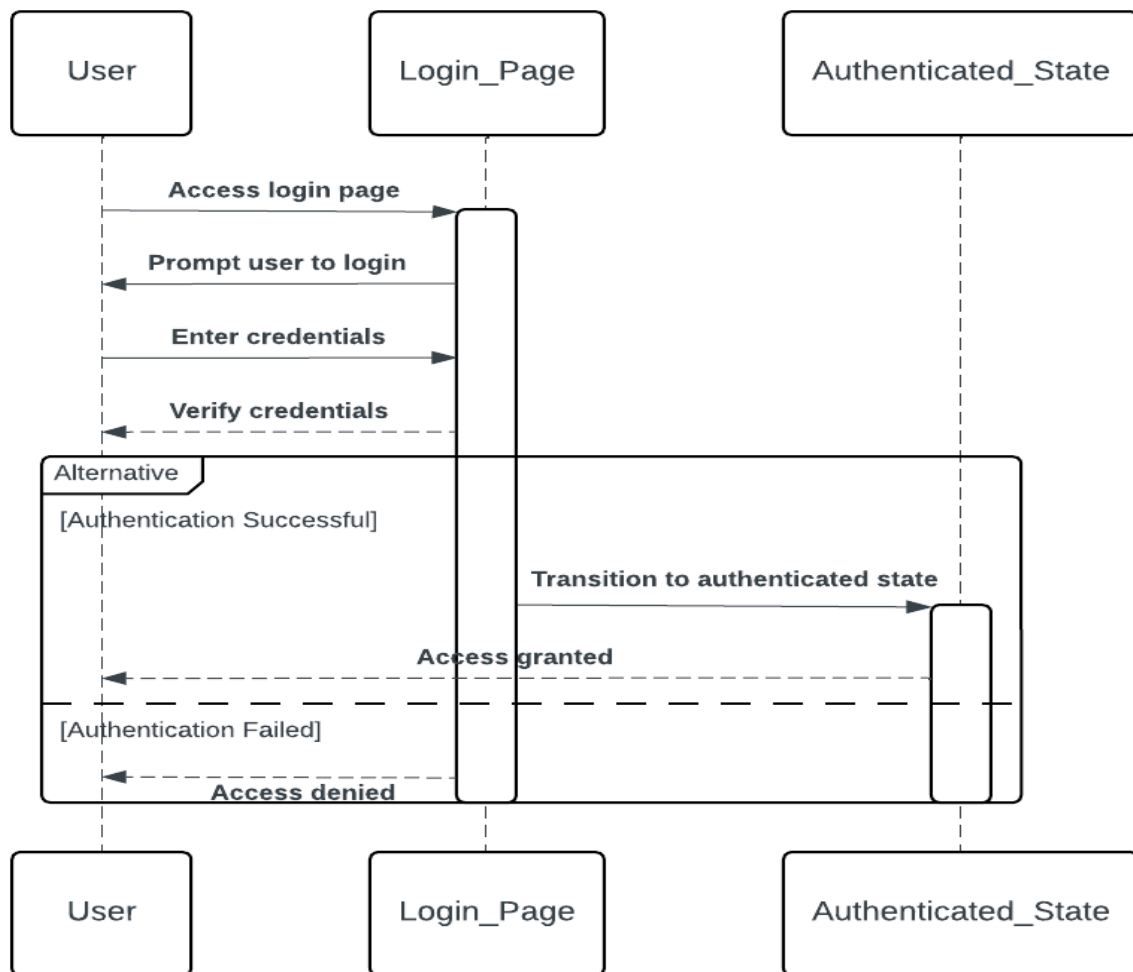 User
Login_Page
Authenticated_State
Access login page
Prompt user to login
Enter credentials
Verify credentials
Alternative
[Authentication Successful]
Transition to authenticated state
Access granted
[Authentication Failed]
Access denied
User
Login_Page
Authenticated_State